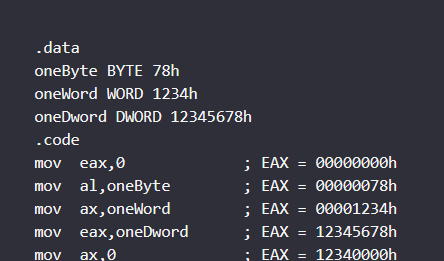 .data
oneByte BYTE 78h
oneWord WORD 1234h
oneDword DWORD 12345678h
.code
mov  eax,0             ; EAX = 00000000h
mov  al,oneByte        ; EAX = 00000078h
mov  ax,oneWord        ; EAX = 00001234h
mov  eax,oneDword      ; EAX = 12345678h
mov  ax,0              ; EAX = 12340000h